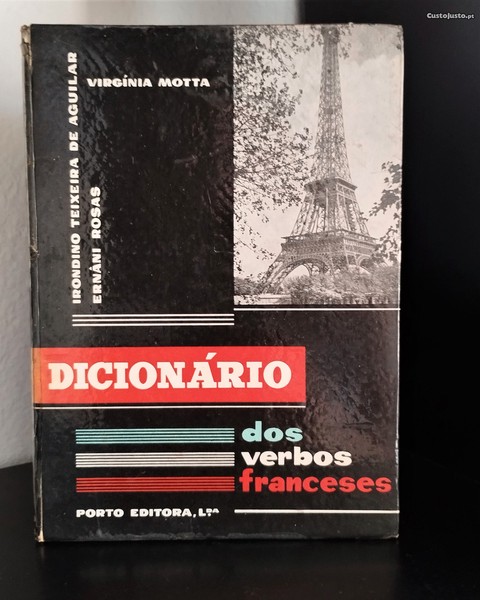 Custojusto.pt
VIRGÍNIA MOTTA
IRONDINO TEIXEIRA DE AGUILAR
ERNÂNI ROSAS
DICIONÁRIO
dos
verbos
franceses
PORTO EDITORA, L.DA